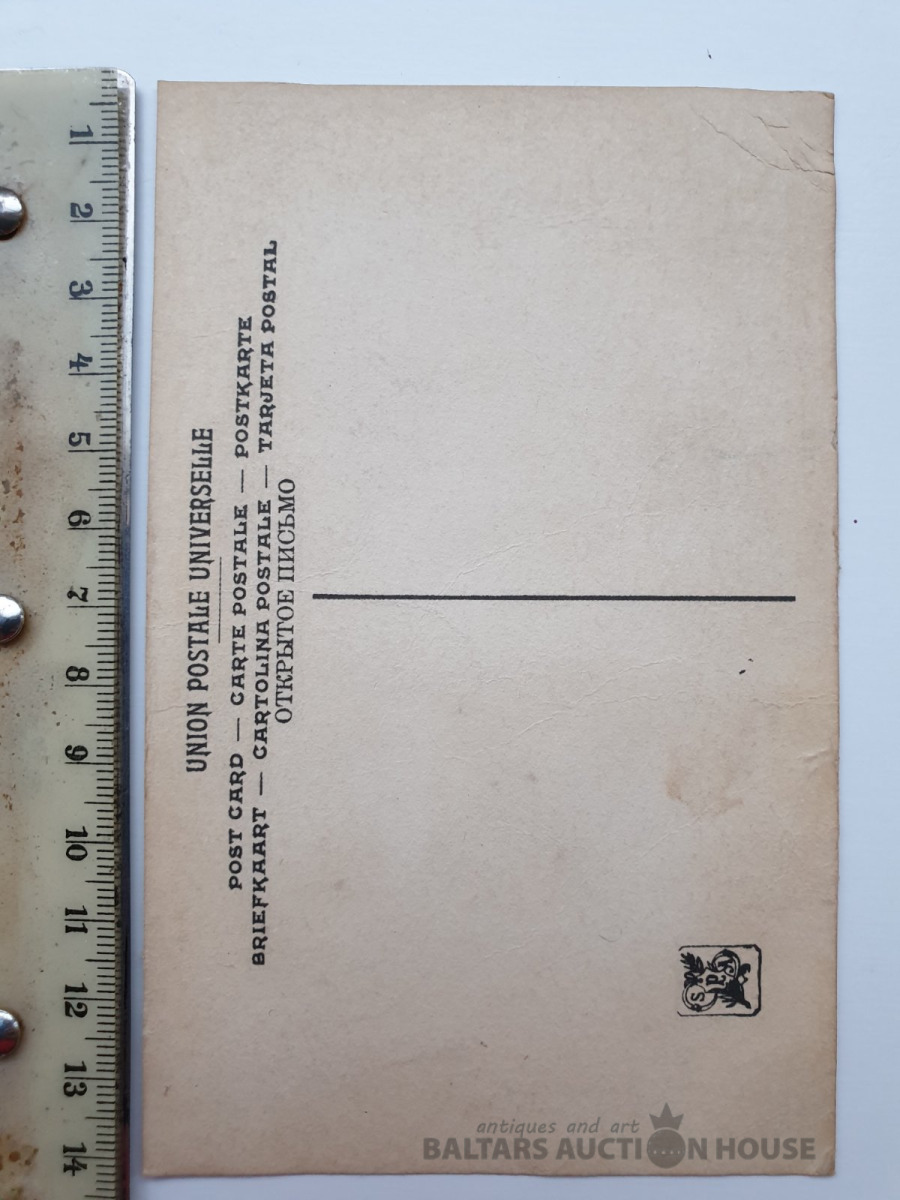 UNION POSTALE UNIVERSELLE
POST CARD — CARTE POSTALE — POSTKARTE
BRIEFKAART — CARTOLINA POSTALE — TARJETA POSTAL
ОТКРЫТОЕ ПИСЬМО
S.P.
1 2 3 4 5 6 7 8 9 10 11 12 13 14
antiques and art
BALTARS AUCTION HOUSE